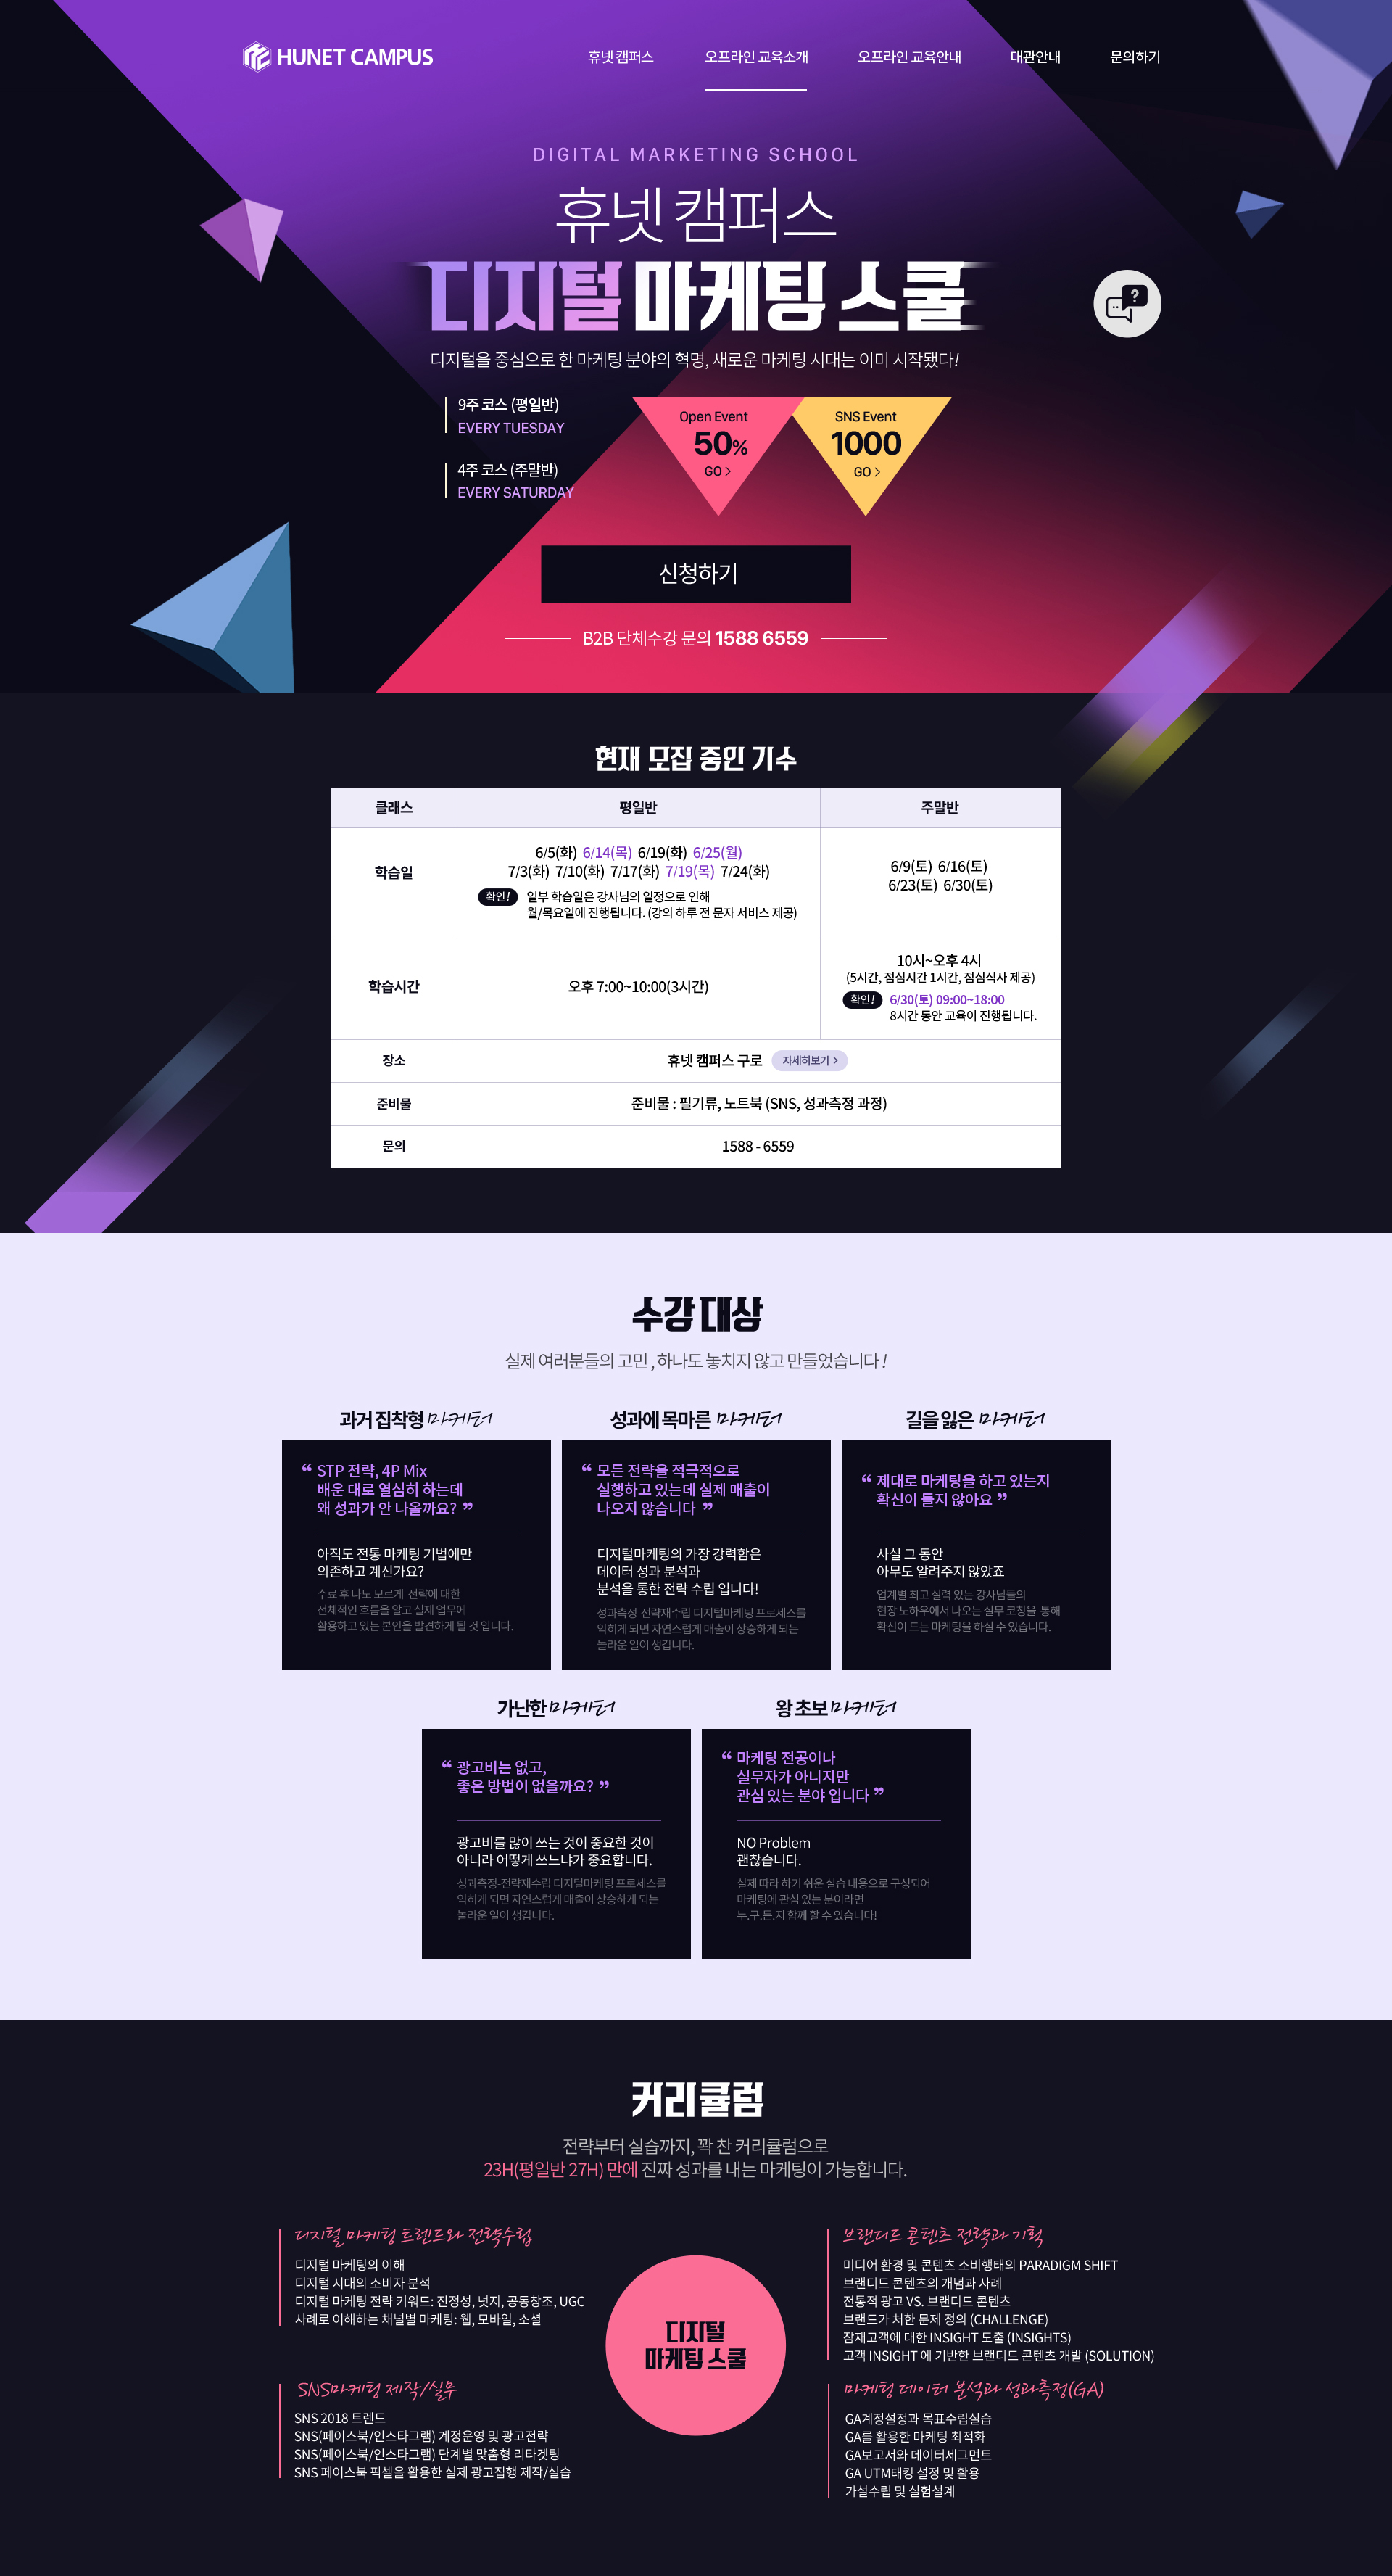 HUNET CAMPUS
휴넷 캠퍼스
오프라인 교육소개
오프라인 교육안내
대관안내
문의하기
DIGITAL MARKETING SCHOOL
휴넷 캠퍼스
디지털 마케팅 스쿨
디지털을 중심으로 한 마케팅 분야의 혁명, 새로운 마케팅 시대는 이미 시작됐다!
9주 코스 (평일반)
EVERY TUESDAY
4주 코스 (주말반)
EVERY SATURDAY
Open Event
50%
GO >
SNS Event
1000
GO >
?
신청하기
B2B 단체수강 문의 1588 6559
현재 모집 중인 기수
클래스
평일반
주말반
학습일
6/5(화) 6/14(목) 6/19(화) 6/25(월)
7/3(화) 7/10(화) 7/17(화) 7/19(목) 7/24(화)
확인! 일부 학습일은 강사님의 일정으로 인해
월/목요일에 진행됩니다. (강의 하루 전 문자 서비스 제공)
6/9(토) 6/16(토)
6/23(토) 6/30(토)
학습시간
오후 7:00~10:00(3시간)
10시~오후 4시
(5시간, 점심시간 1시간, 점심식사 제공)
확인! 6/30(토) 09:00~18:00
8시간 동안 교육이 진행됩니다.
장소
휴넷 캠퍼스 구로 자세히보기 >
준비물
준비물 : 필기류, 노트북 (SNS, 성과측정 과정)
문의
1588 - 6559
수강 대상
실제 여러분들의 고민 , 하나도 놓치지 않고 만들었습니다 !
과거 집착형 마케터
“ STP 전략, 4P Mix
배운 대로 열심히 하는데
왜 성과가 안 나올까요? ”
아직도 전통 마케팅 기법에만
의존하고 계신가요?
수료 후 나도 모르게 전략에 대한
전체적인 흐름을 알고 실제 업무에
활용하고 있는 본인을 발견하게 될 것 입니다.
성과에 목마른 마케터
“ 모든 전략을 적극적으로
실행하고 있는데 실제 매출이
나오지 않습니다 ”
디지털마케팅의 가장 강력함은
데이터 성과 분석과
분석을 통한 전략 수립 입니다!
성과측정-전략재수립 디지털마케팅 프로세스를
익히게 되면 자연스럽게 매출이 상승하게 되는
놀라운 일이 생깁니다.
길을 잃은 마케터
“ 제대로 마케팅을 하고 있는지
확신이 들지 않아요 ”
사실 그 동안
아무도 알려주지 않았죠
업계별 최고 실력 있는 강사님들의
현장 노하우에서 나오는 실무 코칭을 통해
확신이 드는 마케팅을 하실 수 있습니다.
가난한 마케터
“ 광고비는 없고,
좋은 방법이 없을까요? ”
광고비를 많이 쓰는 것이 중요한 것이
아니라 어떻게 쓰느냐가 중요합니다.
성과측정-전략재수립 디지털마케팅 프로세스를
익히게 되면 자연스럽게 매출이 상승하게 되는
놀라운 일이 생깁니다.
왕 초보 마케터
“ 마케팅 전공이나
실무자가 아니지만
관심 있는 분야 입니다 ”
NO Problem
괜찮습니다.
실제 따라 하기 쉬운 실습 내용으로 구성되어
마케팅에 관심 있는 분이라면
누.구.든.지 함께 할 수 있습니다!
커리큘럼
전략부터 실습까지, 꽉 찬 커리큘럼으로
23H(평일반 27H) 만에 진짜 성과를 내는 마케팅이 가능합니다.
디지털 마케팅 트렌드와 전략수립
디지털 마케팅의 이해
디지털 시대의 소비자 분석
디지털 마케팅 전략 키워드: 진정성, 넛지, 공동창조, UGC
사례로 이해하는 채널별 마케팅: 웹, 모바일, 소셜
SNS마케팅 제작/실무
SNS 2018 트렌드
SNS(페이스북/인스타그램) 계정운영 및 광고전략
SNS(페이스북/인스타그램) 단계별 맞춤형 리타겟팅
SNS 페이스북 픽셀을 활용한 실제 광고집행 제작/실습
디지털
마케팅 스쿨
브랜디드 콘텐츠 전략과 기획
미디어 환경 및 콘텐츠 소비행태의 PARADIGM SHIFT
브랜디드 콘텐츠의 개념과 사례
전통적 광고 VS. 브랜디드 콘텐츠
브랜드가 처한 문제 정의 (CHALLENGE)
잠재고객에 대한 INSIGHT 도출 (INSIGHTS)
고객 INSIGHT 에 기반한 브랜디드 콘텐츠 개발 (SOLUTION)
마케팅 데이터 분석과 성과측정(GA)
GA계정설정과 목표수립실습
GA를 활용한 마케팅 최적화
GA보고서와 데이터세그먼트
GA UTM태킹 설정 및 활용
가설수립 및 실험설계